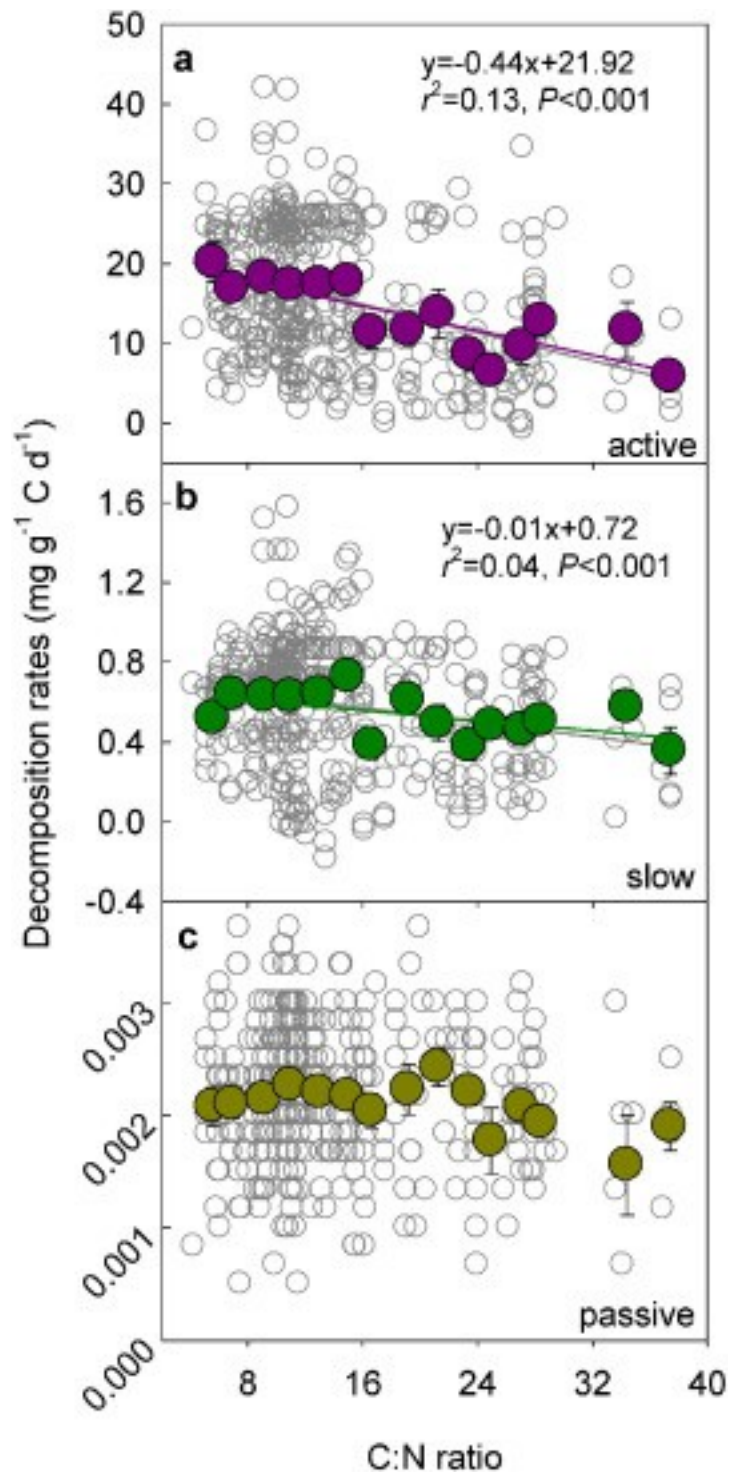 Decomposition rates (mg g⁻¹ C d⁻¹)
a
y=-0.44x+21.92
r²=0.13, P<0.001
50
40
30
20
10
0
active
b
y=-0.01x+0.72
r²=0.04, P<0.001
1.6
1.2
0.8
0.4
0.0
-0.4
slow
c
0.003
0.002
0.001
0.000
passive
8 16 24 32 40
C:N ratio